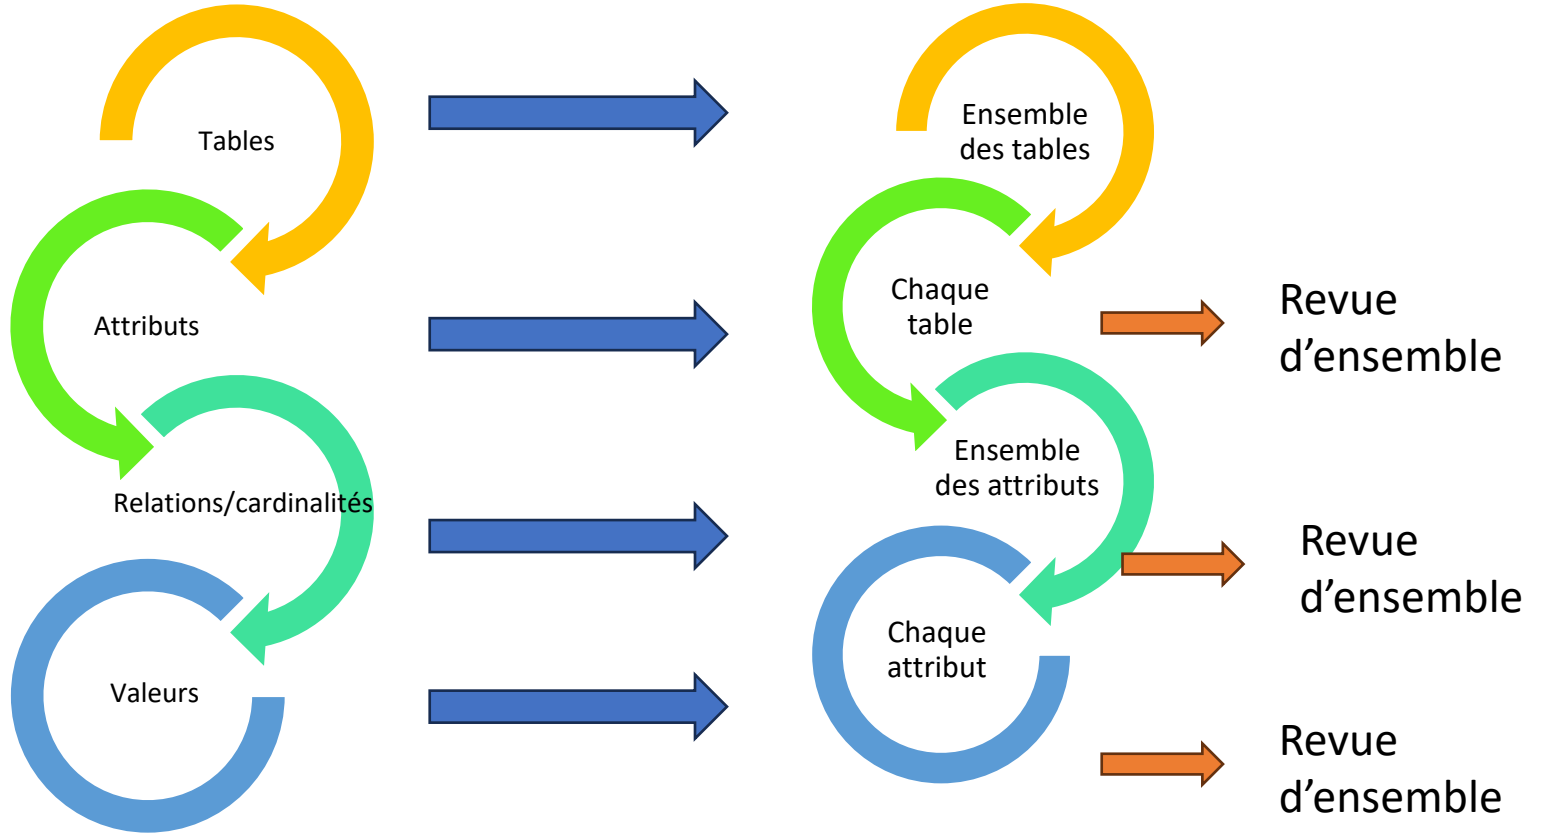 Tables
Attributs
Relations/cardinalités
Valeurs
Ensemble
des tables
Chaque
table
Ensemble
des attributs
Chaque
attribut
Revue
d’ensemble
Revue
d’ensemble
Revue
d’ensemble